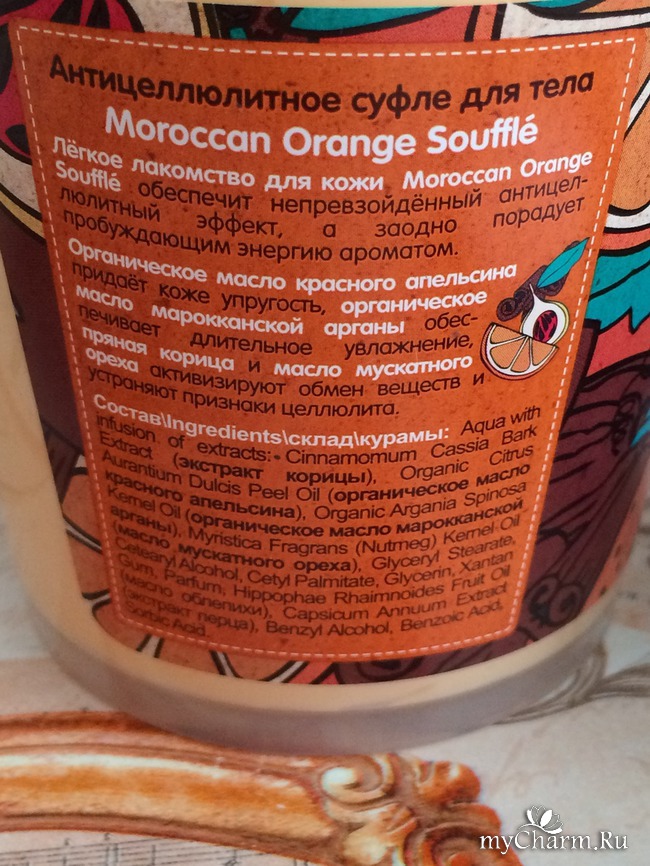 Антицеллюлитное суфле для тела
Moroccan Orange Soufflé
Лёгкое лакомство для кожи Moroccan Orange
Soufflé обеспечит непревзойдённый антицел-
люлитный эффект, а заодно порадует
пробуждающим энергию ароматом.
Органическое масло красного апельсина
придаёт коже упругость, органическое
масло марокканской арганы обес-
печивает длительное увлажнение,
пряная корица и масло мускатного
ореха активизируют обмен веществ и
устраняют признаки целлюлита.
Состав\Ingredients\склад\курамы: Aqua with
infusion of extracts: Cinnamomum Cassia Bark
Extract (экстракт корицы), Organic Citrus
Aurantium Dulcis Peel Oil (органическое масло
красного апельсина), Organic Argania Spinosa
Kernel Oil (органическое масло марокканской
арганы), Myristica Fragrans (Nutmeg) Kernel Oil
(масло мускатного ореха), Glyceryl Stearate,
Cetearyl Alcohol, Cetyl Palmitate, Glycerin, Xantan
Gum, Parfum, Hippophae Rhaimnoides Fruit Oil
(масло облепихи), Capsicum Annuum Extract
(экстракт перца), Benzyl Alcohol, Benzoic Acid,
Sorbic Acid
myCharm.Ru